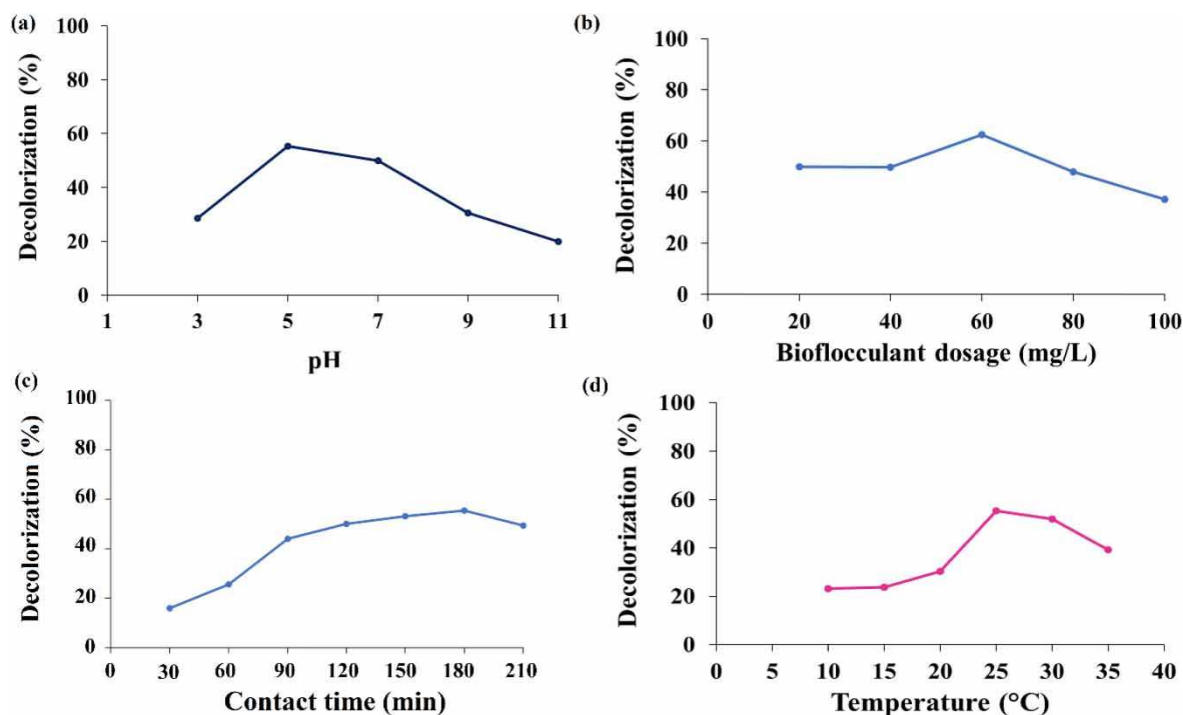 (a)
Decolorization (%)
100
80
60
40
20
0
1 3 5 7 9 11
pH
(b)
Decolorization (%)
100
80
60
40
20
0
0 20 40 60 80 100
Bioflocculant dosage (mg/L)
(c)
Decolorization (%)
100
80
60
40
20
0
0 30 60 90 120 150 180 210
Contact time (min)
(d)
Decolorization (%)
100
80
60
40
20
0
0 5 10 15 20 25 30 35 40
Temperature (°C)